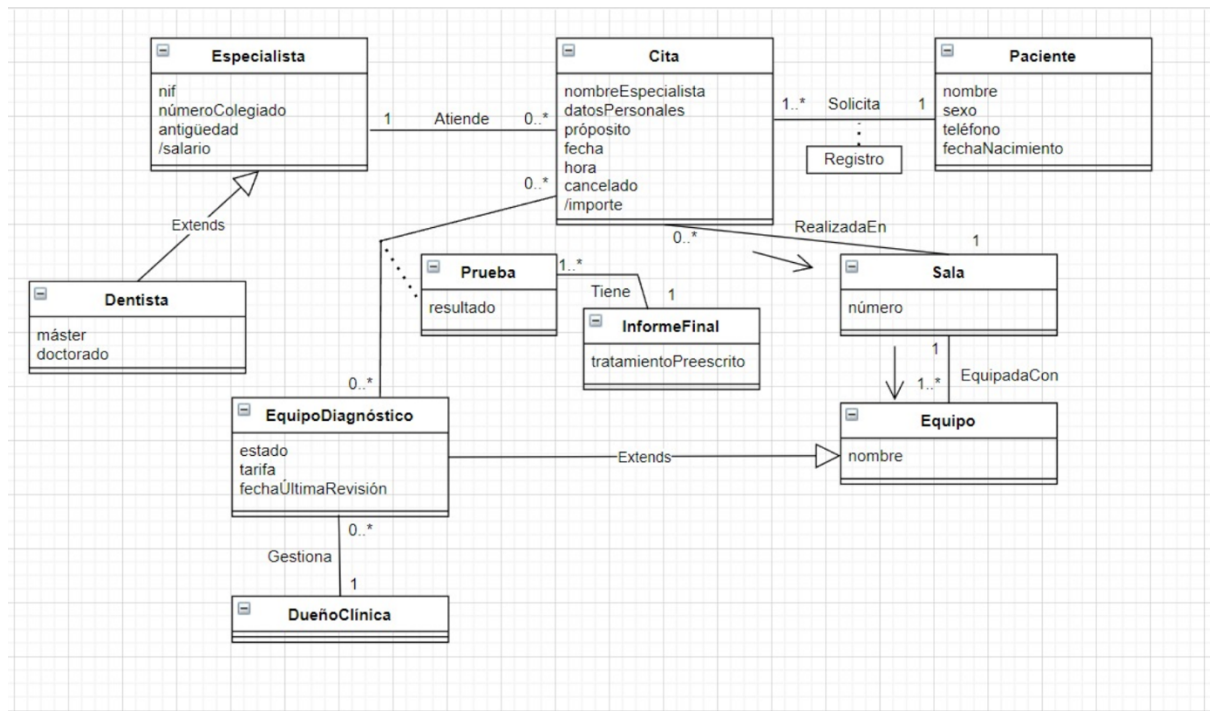 Especialista
nif
númeroColegiado
antigüedad
/salario
1
Atiende
0..*
Cita
nombreEspecialista
datosPersonales
próposito
fecha
hora
cancelado
/importe
0..*
1..*
Solicita
1
Registro
Paciente
nombre
sexo
teléfono
fechaNacimiento
Extends
Dentista
máster
doctorado
0..*
RealizadaEn
1
Prueba
resultado
1..*
Tiene
1
InformeFinal
tratamientoPreescrito
Sala
número
1
1..*
EquipadaCon
0..*
EquipoDiagnóstico
estado
tarifa
fechaÚltimaRevisión
Extends
Equipo
nombre
0..*
Gestiona
1
DueñoClínica